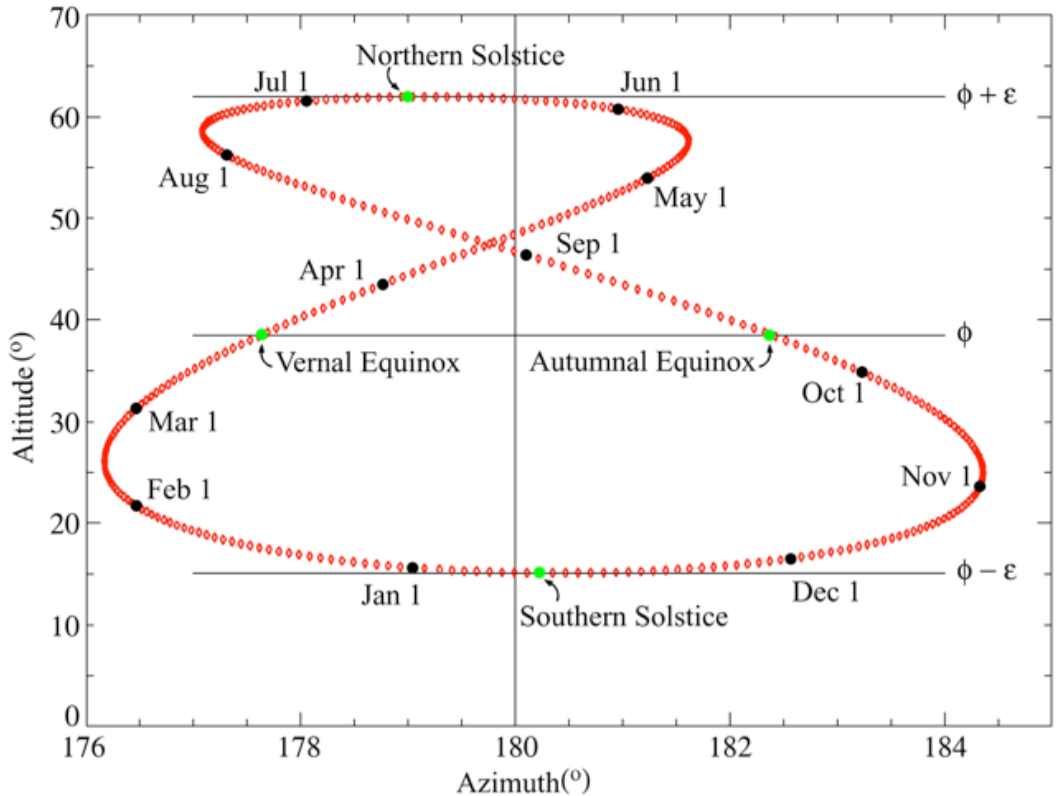 70
Northern Solstice
Jul 1
Jun 1
ϕ + ε
60
Aug 1
May 1
50
Sep 1
Apr 1
40
ϕ
Vernal Equinox
Autumnal Equinox
Oct 1
Altitude(º)
30
Mar 1
Nov 1
Feb 1
20
ϕ − ε
Jan 1
Dec 1
Southern Solstice
10
0
176
178
180
182
184
Azimuth(º)